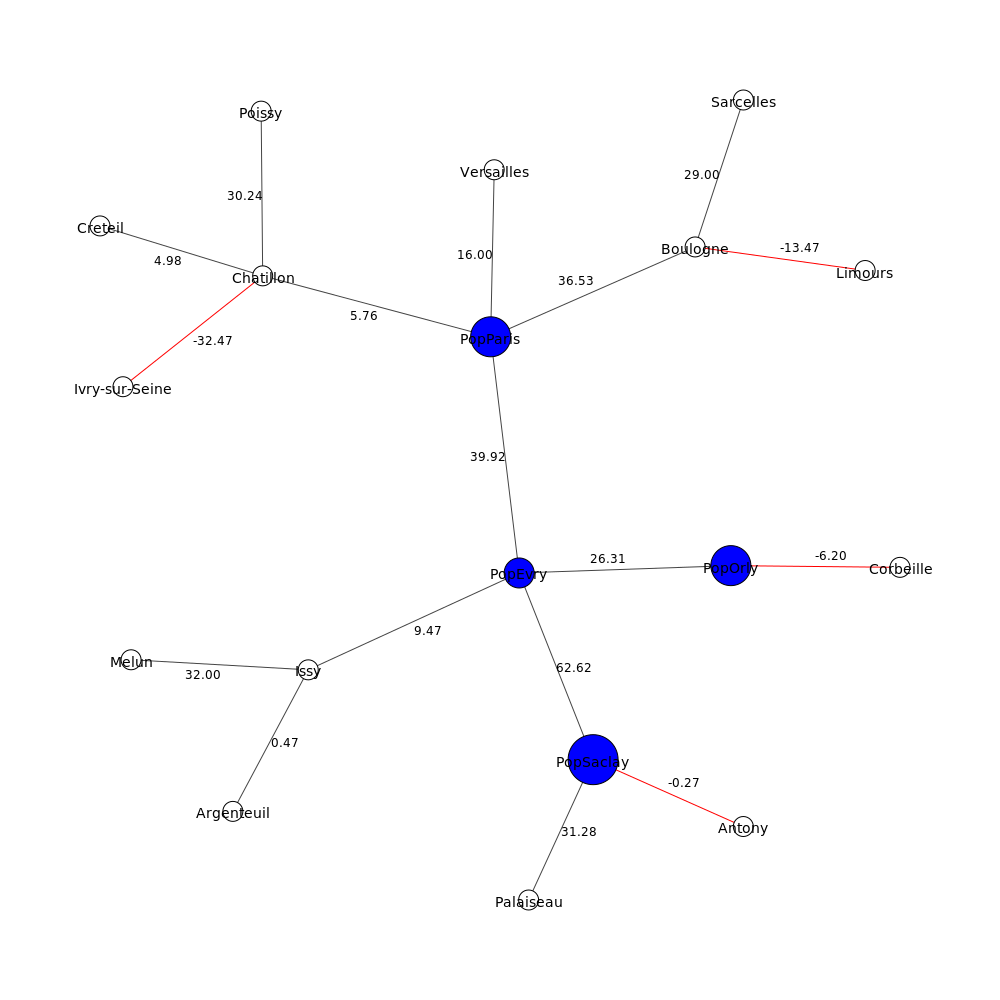 Sarcelles
Poissy
Versailles
29.00
30.24
Creteil
Boulogne
-13.47
16.00
4.98
Limours
Chatillon
36.53
5.76
PopParis
-32.47
Ivry-sur-Seine
39.92
26.31
-6.20
PopEvry
PopOrly
Corbeille
9.47
Melun
62.62
Issy
32.00
0.47
PopSaclay
-0.27
Argenteuil
Antony
31.28
Palaiseau